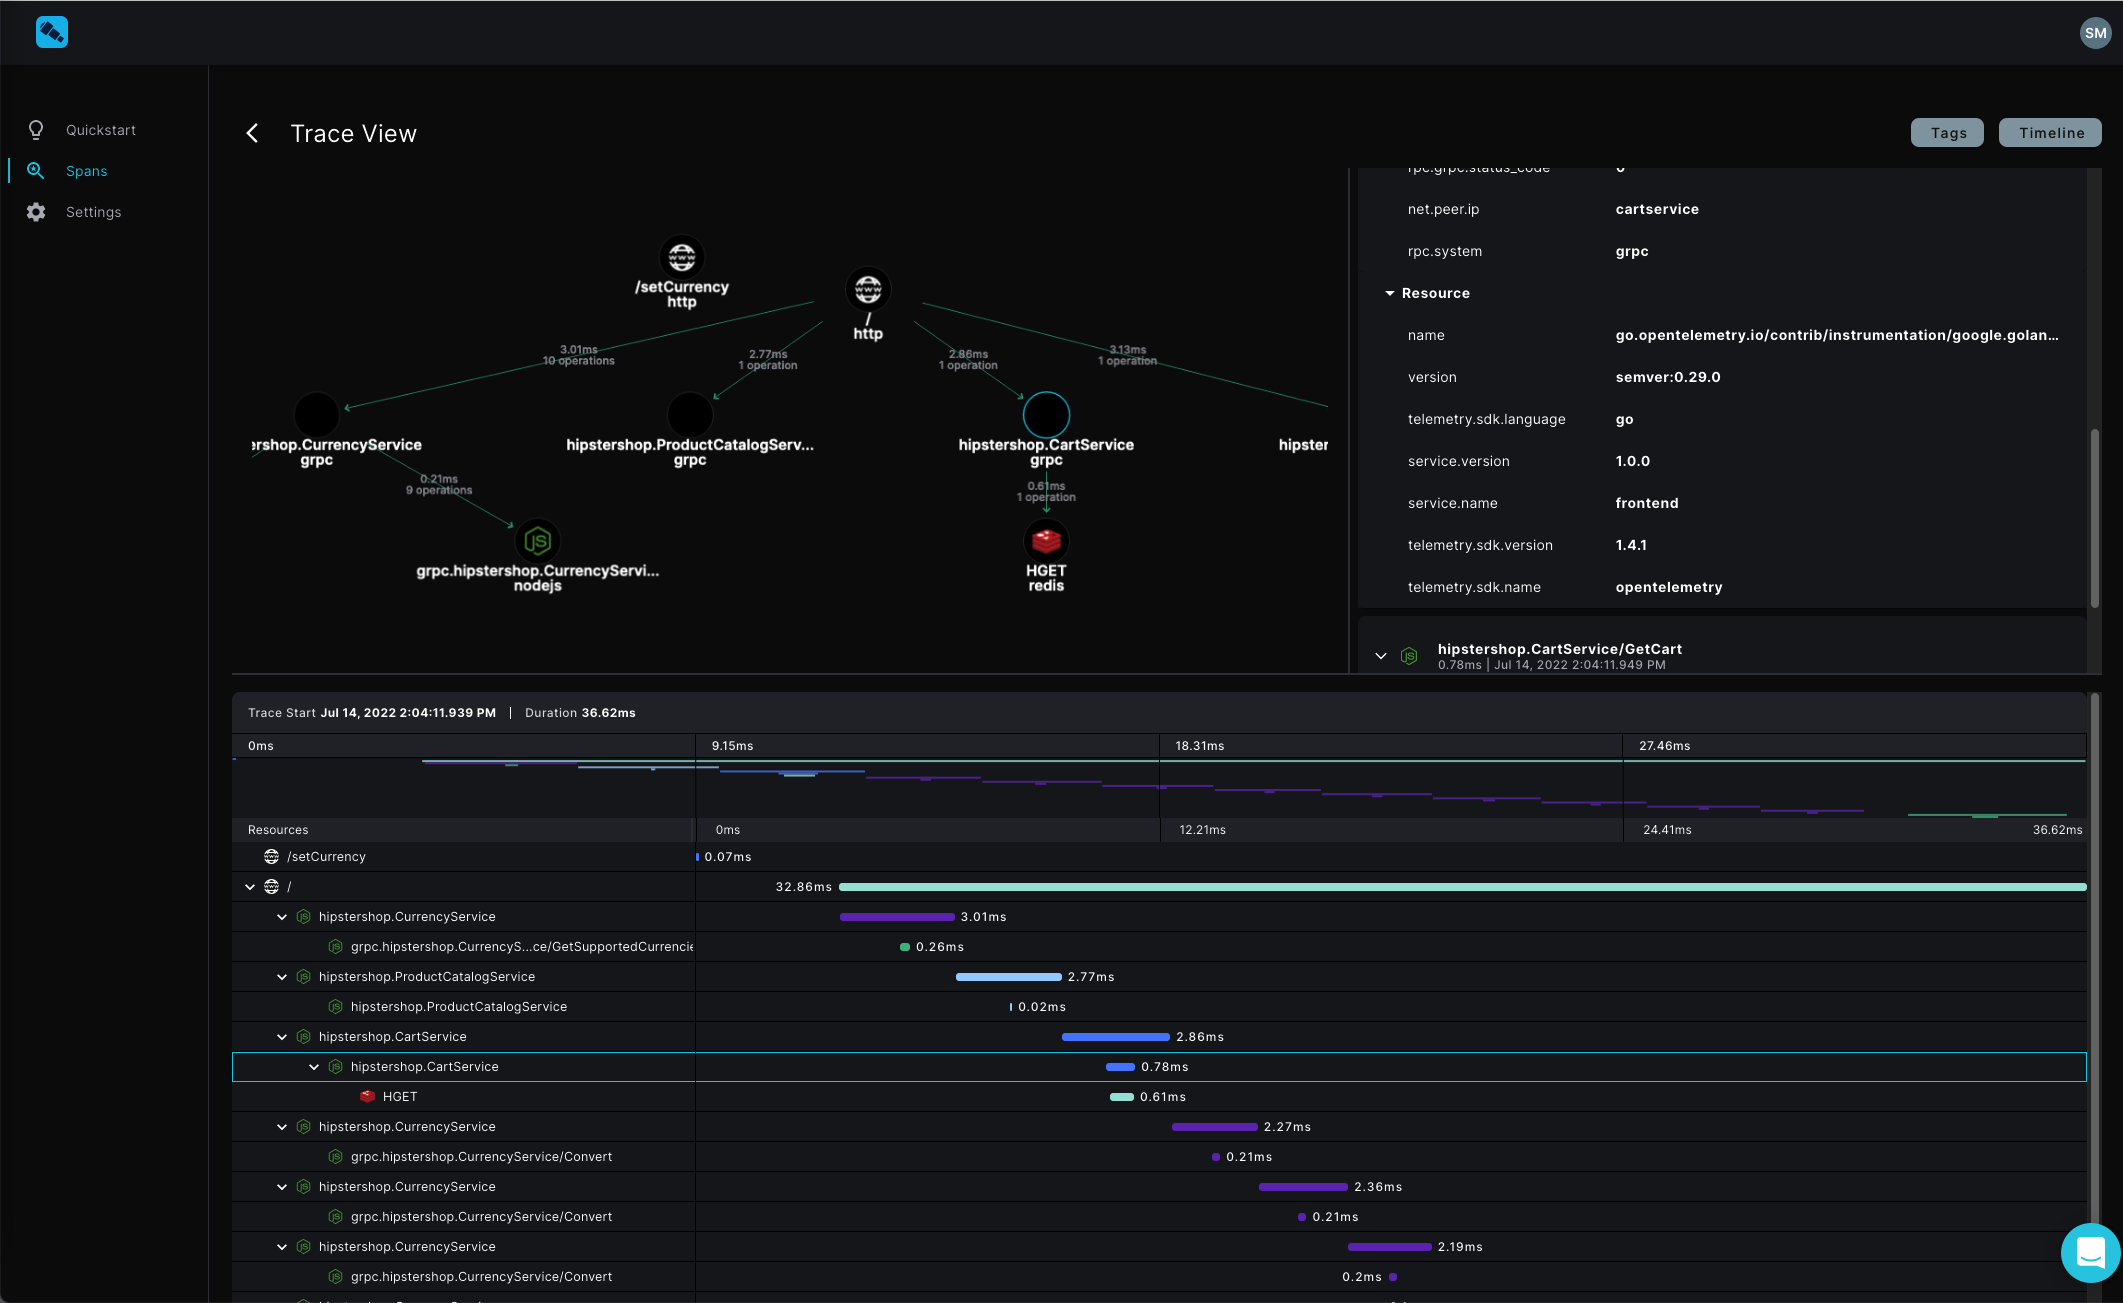 SM
Quickstart
Spans
Settings
Trace View
Tags
Timeline
/setCurrency
http
/
http
3.01ms
10 operations
2.77ms
1 operation
2.86ms
1 operation
3.13ms
1 operation
ershop.CurrencyService
grpc
hipstershop.ProductCatalogServ...
grpc
hipstershop.CartService
grpc
hipster
0.21ms
9 operations
0.61ms
1 operation
grpc.hipstershop.CurrencyServi...
nodejs
HGET
redis
rpc.grpc.status_code 0
net.peer.ip cartservice
rpc.system grpc
Resource
name go.opentelemetry.io/contrib/instrumentation/google.golan...
version semver:0.29.0
telemetry.sdk.language go
service.version 1.0.0
service.name frontend
telemetry.sdk.version 1.4.1
telemetry.sdk.name opentelemetry
hipstershop.CartService/GetCart
0.78ms | Jul 14, 2022 2:04:11.949 PM
Trace Start Jul 14, 2022 2:04:11.939 PM | Duration 36.62ms
0ms 9.15ms 18.31ms 27.46ms
Resources 0ms 12.21ms 24.41ms 36.62ms
/setCurrency 0.07ms
/ 32.86ms
hipstershop.CurrencyService 3.01ms
grpc.hipstershop.CurrencyS...ce/GetSupportedCurrencie 0.26ms
hipstershop.ProductCatalogService 2.77ms
hipstershop.ProductCatalogService 0.02ms
hipstershop.CartService 2.86ms
hipstershop.CartService 0.78ms
HGET 0.61ms
hipstershop.CurrencyService 2.27ms
grpc.hipstershop.CurrencyService/Convert 0.21ms
hipstershop.CurrencyService 2.36ms
grpc.hipstershop.CurrencyService/Convert 0.21ms
hipstershop.CurrencyService 2.19ms
grpc.hipstershop.CurrencyService/Convert 0.2ms